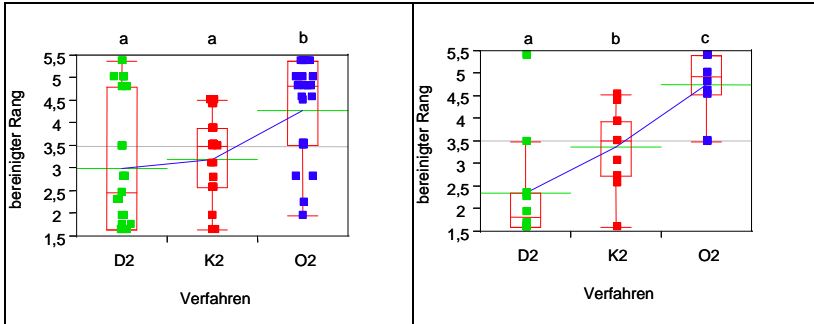 a a b
5,5
5
4,5
4
3,5
3
2,5
2
1,5
bereinigter Rang
D2 K2 O2
Verfahren
a b c
5,5
5
4,5
4
3,5
3
2,5
2
1,5
bereinigter Rang
D2 K2 O2
Verfahren